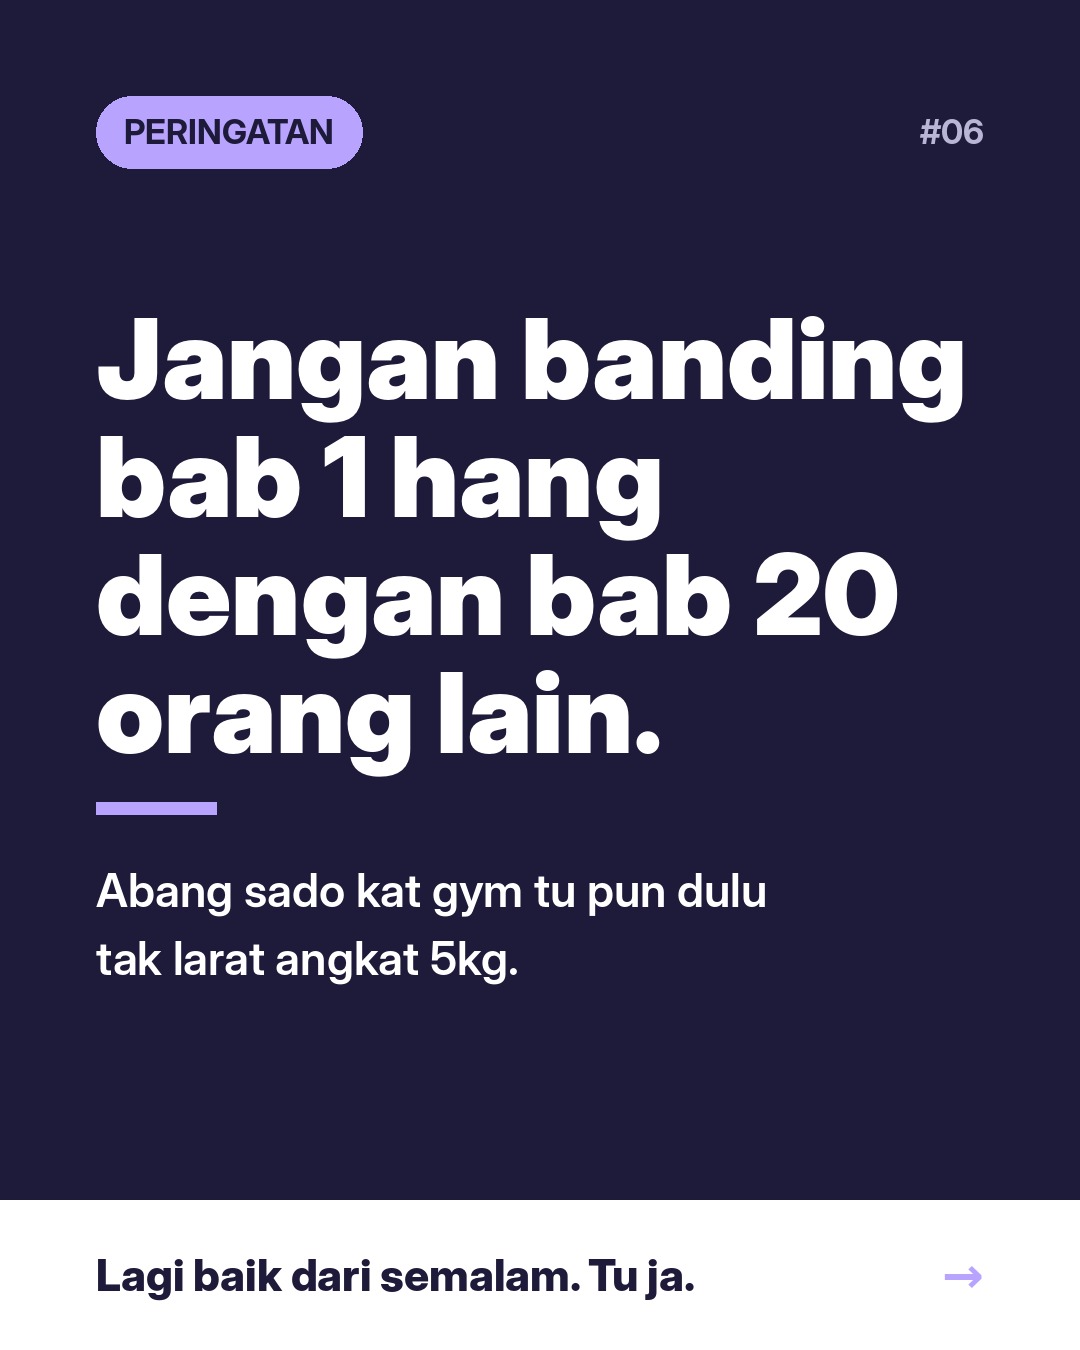 PERINGATAN
#06
Jangan banding
bab 1 hang
dengan bab 20
orang lain.
Abang sado kat gym tu pun dulu
tak larat angkat 5kg.
Lagi baik dari semalam. Tu ja.
→